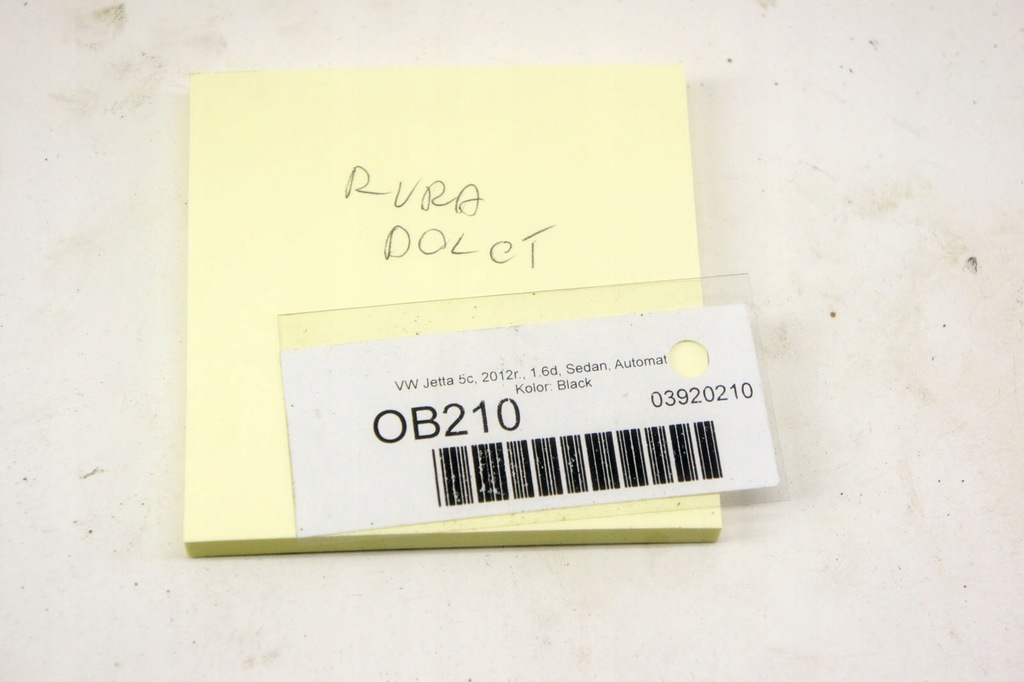 RURA
DOLOT
VW Jetta 5c, 2012r., 1.6d, Sedan, Automat
Kolor: Black
OB210
03920210